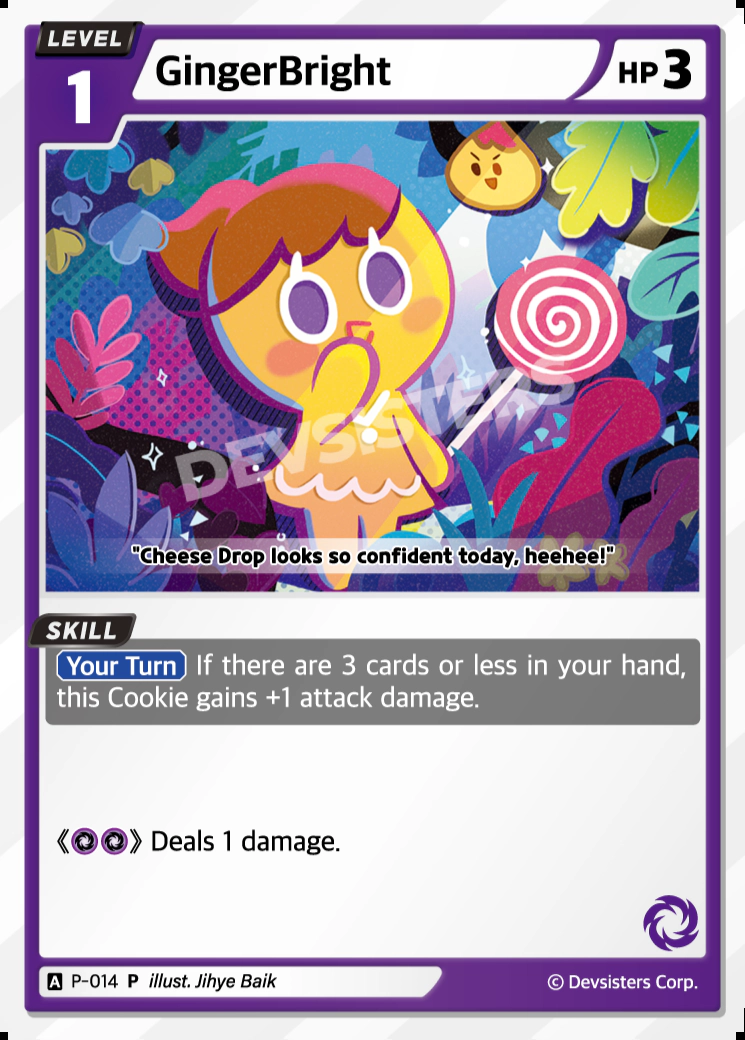 LEVEL
1
GingerBright
HP 3
DEVSISTERS
"Cheese Drop looks so confident today, heehee!"
SKILL
Your Turn If there are 3 cards or less in your hand,
this Cookie gains +1 attack damage.
《》 Deals 1 damage.
A P-014 P illust. Jihye Baik
© Devsisters Corp.